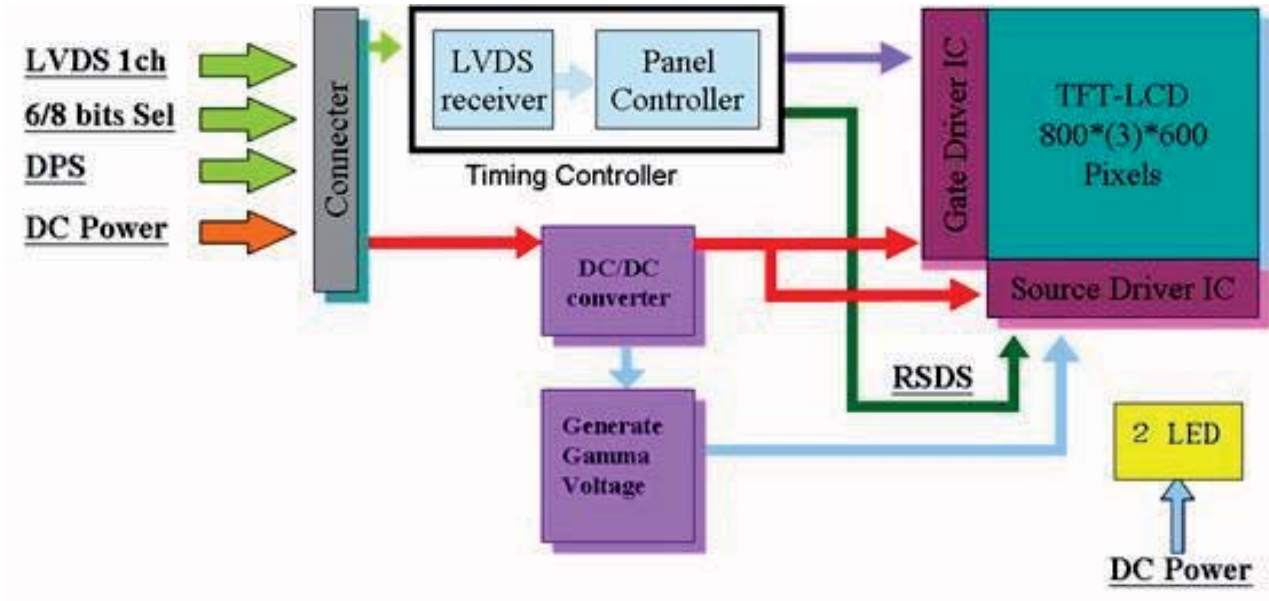 LVDS 1ch
6/8 bits Sel
DPS
DC Power
Connecter
LVDS
receiver
Panel
Controller
Timing Controller
DC/DC
converter
Generate
Gamma
Voltage
RSDS
Gate Driver IC
TFT-LCD
800*(3)*600
Pixels
Source Driver IC
2 LED
DC Power